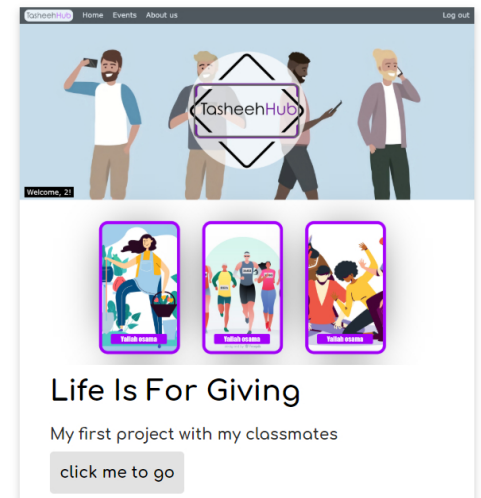 TasheehHub Home Events About us Log out
TasheehHub
Welcome, 2!
Yallah osama Yallah osama Yallah osama
Life Is For Giving
My first project with my classmates
click me to go